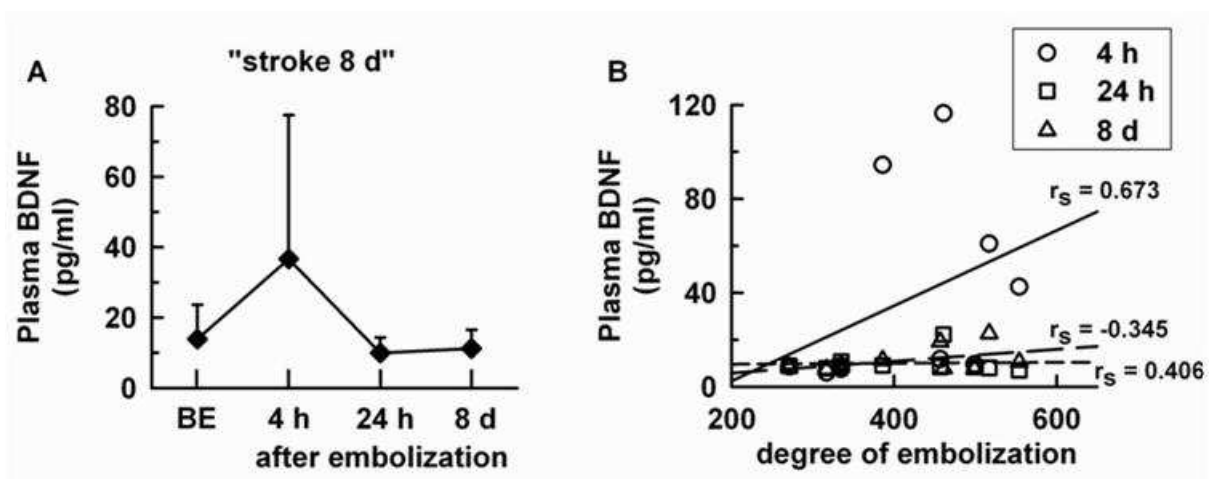 A
"stroke 8 d"
Plasma BDNF
(pg/ml)
80
60
40
20
0
BE 4 h 24 h 8 d
after embolization
B
4 h
24 h
8 d
Plasma BDNF
(pg/ml)
120
80
40
0
rS = 0.673
rS = -0.345
rS = 0.406
200 400 600
degree of embolization